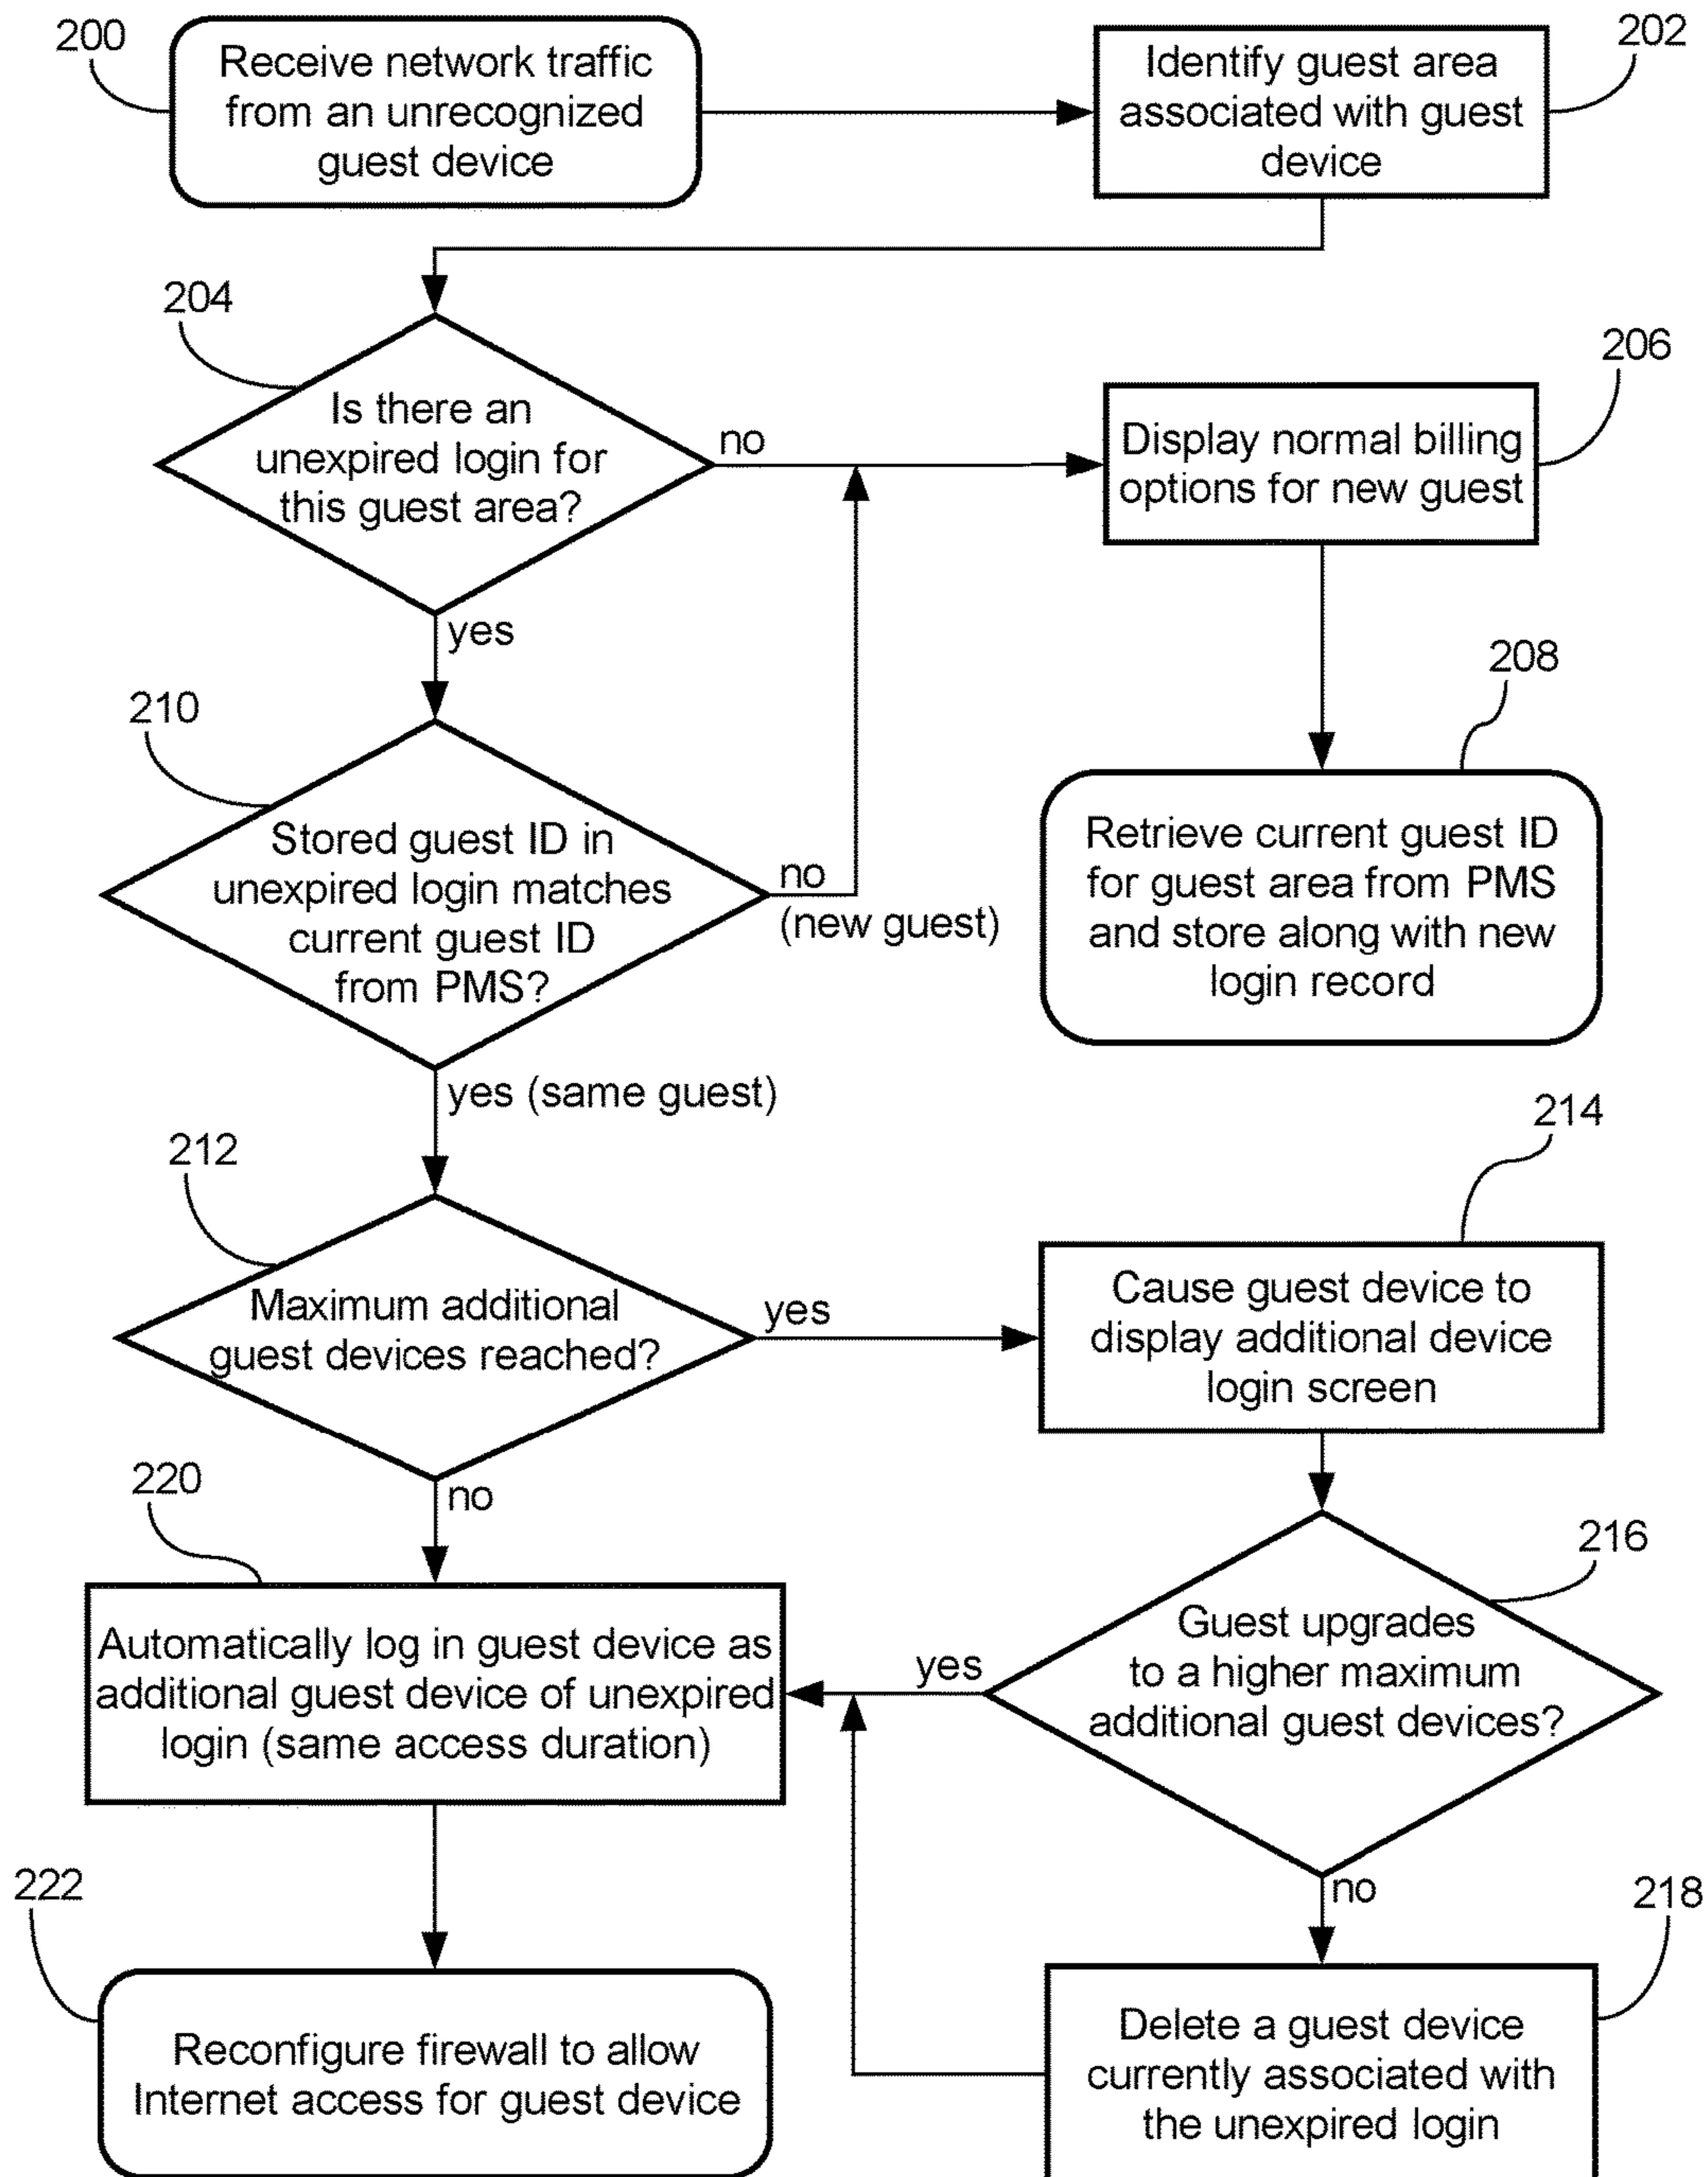 200
Receive network traffic
from an unrecognized
guest device
Identify guest area
associated with guest
device
202
204
Is there an
unexpired login for
this guest area?
no
yes
206
Display normal billing
options for new guest
208
Retrieve current guest ID
for guest area from PMS
and store along with new
login record
210
Stored guest ID in
unexpired login matches
current guest ID
from PMS?
no
(new guest)
yes (same guest)
212
Maximum additional
guest devices reached?
yes
no
214
Cause guest device to
display additional device
login screen
216
Guest upgrades
to a higher maximum
additional guest devices?
yes
no
220
Automatically log in guest device as
additional guest device of unexpired
login (same access duration)
218
Delete a guest device
currently associated with
the unexpired login
222
Reconfigure firewall to allow
Internet access for guest device